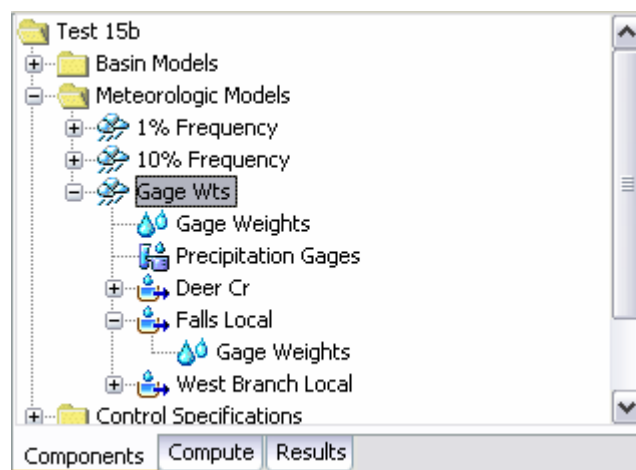 Test 15b
Basin Models
Meteorologic Models
1% Frequency
10% Frequency
Gage Wts
Gage Weights
Precipitation Gages
Deer Cr
Falls Local
Gage Weights
West Branch Local
Control Specifications
Components Compute Results